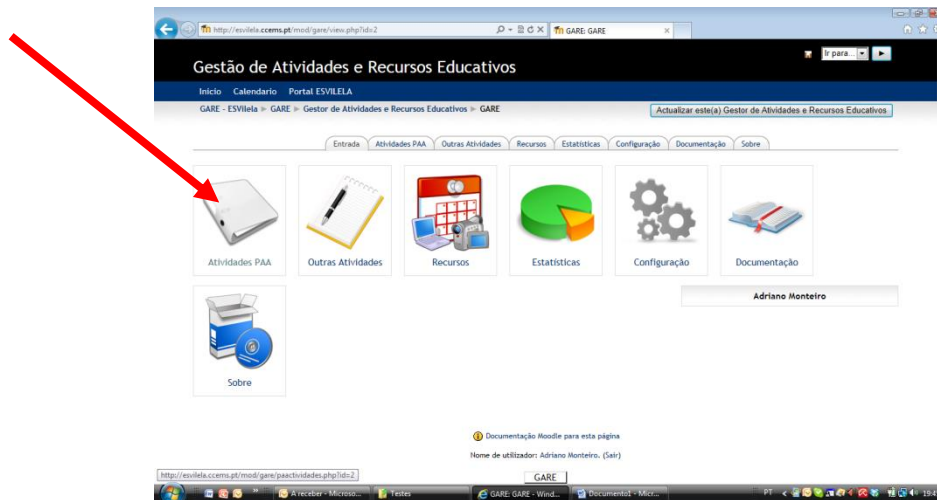 http://esvilela.ccems.pt/mod/gare/view.php?id=2
GARE: GARE
Gestão de Atividades e Recursos Educativos
Ir para...
Início Calendario Portal ESVILELA
GARE - ESVilela ► GARE ► Gestor de Atividades e Recursos Educativos ► GARE
Actualizar este(a) Gestor de Atividades e Recursos Educativos
Entrada Atividades PAA Outras Atividades Recursos Estatísticas Configuração Documentação Sobre
Atividades PAA Outras Atividades Recursos Estatísticas Configuração Documentação
Adriano Monteiro
Sobre
Documentação Moodle para esta página
Nome de utilizador: Adriano Monteiro. (Sair)
http://esvilela.ccems.pt/mod/gare/paactividades.php?id=2
GARE
A receber - Microso... Testes GARE: GARE - Wind... Documento1 - Micr... PT